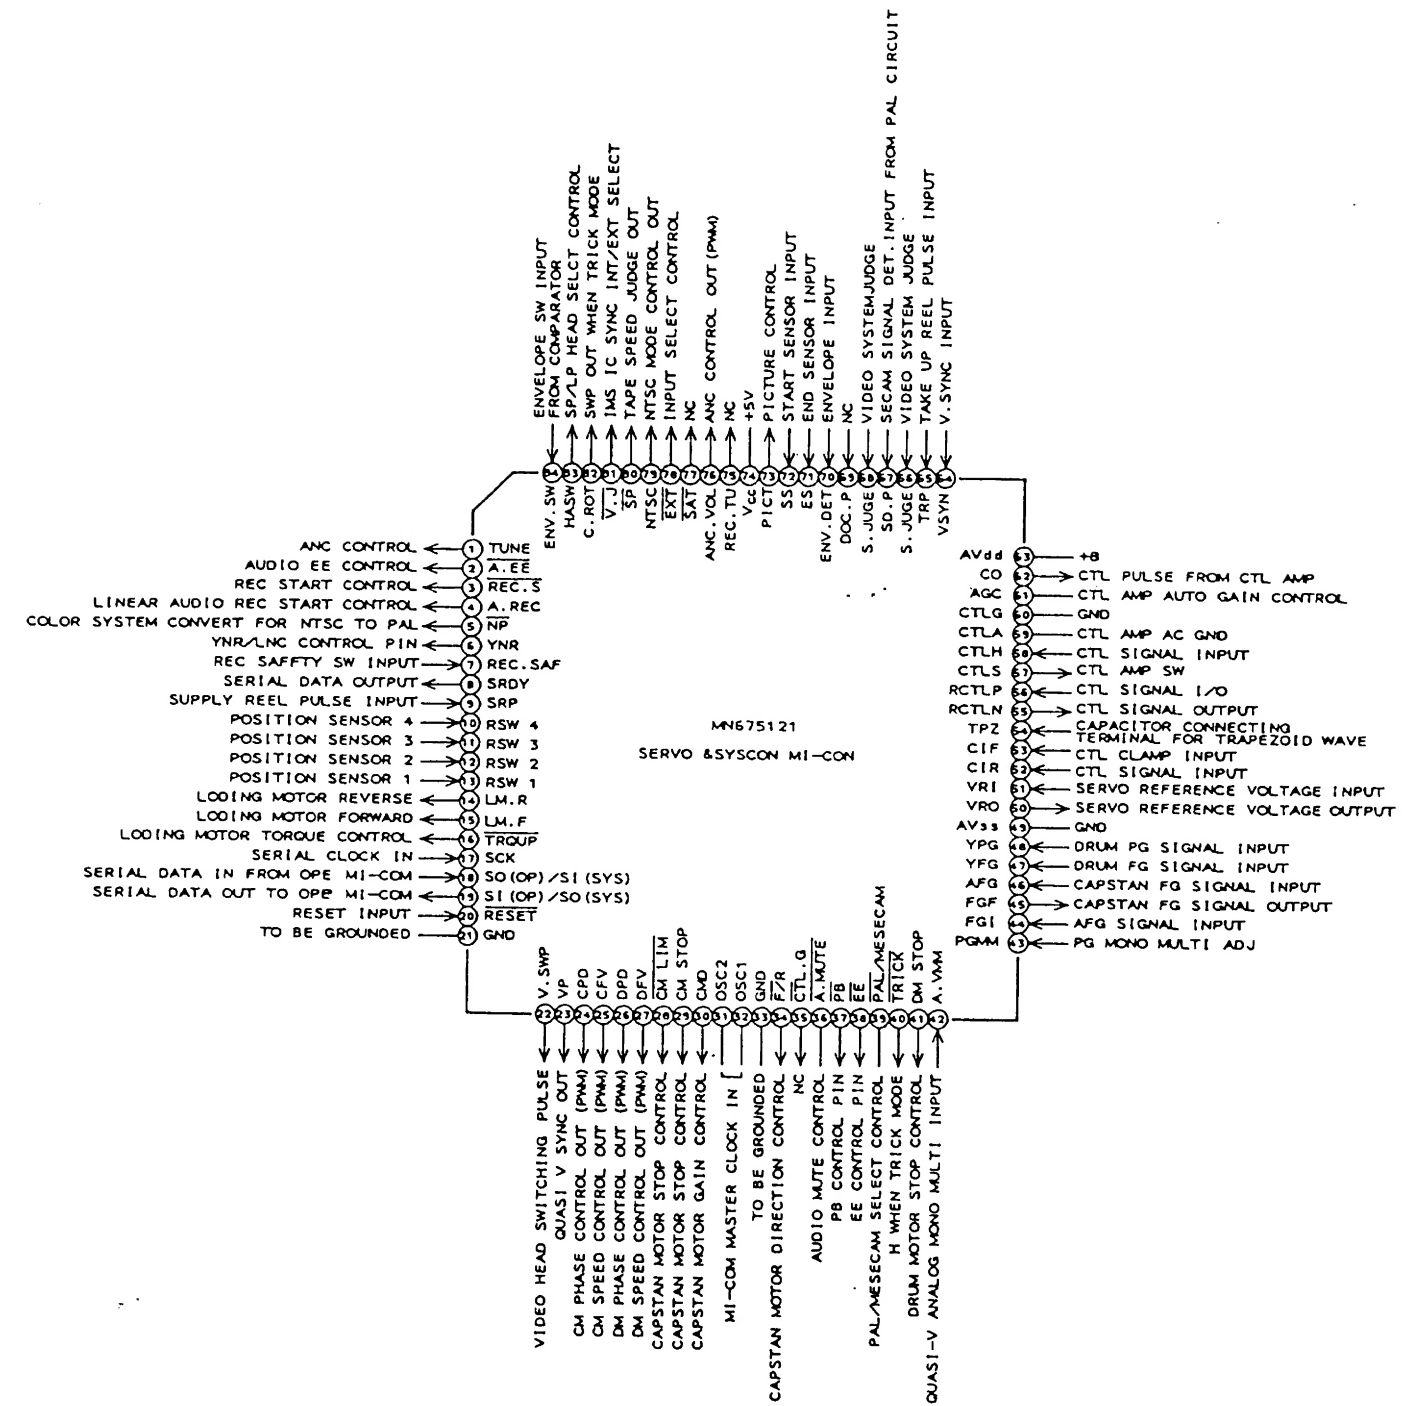 ENVELOPE SW INPUT
FROM COMPARATOR
SP/LP HEAD SELCT CONTROL
SWP OUT WHEN TRICK MODE
IMS IC SYNC INT/EXT SELECT
TAPE SPEED JUDGE OUT
NTSC MODE CONTROL OUT
INPUT SELECT CONTROL
NC
ANC CONTROL OUT (PWM)
NC
+5V
PICTURE CONTROL
START SENSOR INPUT
END SENSOR INPUT
ENVELOPE INPUT
NC
VIDEO SYSTEMJUDGE
SECAM SIGNAL DET. INPUT FROM PAL CIRCUIT
VIDEO SYSTEM JUDGE
TAKE UP REEL PULSE INPUT
V.SYNC INPUT
84 83 82 81 80 79 78 77 76 75 74 73 72 71 70 69 68 67 66 65 64
ENV.SW
HASW
C.ROT
V.J
SP
NTSC
EXT
SAT
ANC.VOL
REC.TU
Vcc
PICT
SS
ES
ENV.DET
DOC.P
S.JUGE
SD.P
S.JUGE
TRP
VSYN
ANC CONTROL 1 TUNE
AUDIO EE CONTROL 2 A.EE
REC START CONTROL 3 REC.S
LINEAR AUDIO REC START CONTROL 4 A.REC
COLOR SYSTEM CONVERT FOR NTSC TO PAL 5 NP
YNR/LNC CONTROL PIN 6 YNR
REC SAFFTY SW INPUT 7 REC.SAF
SERIAL DATA OUTPUT 8 SRDY
SUPPLY REEL PULSE INPUT 9 SRP
POSITION SENSOR 4 10 RSW 4
POSITION SENSOR 3 11 RSW 3
POSITION SENSOR 2 12 RSW 2
POSITION SENSOR 1 13 RSW 1
LODING MOTOR REVERSE 14 LM.R
LODING MOTOR FORWARD 15 LM.F
LODING MOTOR TORQUE CONTROL 16 TRQUP
SERIAL CLOCK IN 17 SCK
SERIAL DATA IN FROM OPE MI-COM 18 SO(OP)/SI(SYS)
SERIAL DATA OUT TO OPE MI-COM 19 SI(OP)/SO(SYS)
RESET INPUT 20 RESET
TO BE GROUNDED 21 GND
MN675121
SERVO &SYSCON MI-CON
AVdd 63 +B
CO 62 CTL PULSE FROM CTL AMP
AGC 61 CTL AMP AUTO GAIN CONTROL
CTLG 60 GND
CTLA 59 CTL AMP AC GND
CTLH 58 CTL SIGNAL INPUT
CTLS 57 CTL AMP SW
RCTLP 56 CTL SIGNAL I/O
RCTLN 55 CTL SIGNAL OUTPUT
TPZ 54 CAPACITOR CONNECTING
TERMINAL FOR TRAPEZOID WAVE
CIF 53 CTL CLAMP INPUT
CIR 52 CTL SIGNAL INPUT
VRI 51 SERVO REFERENCE VOLTAGE INPUT
VRO 50 SERVO REFERENCE VOLTAGE OUTPUT
AVss 49 GND
YPG 48 DRUM PG SIGNAL INPUT
YFG 47 DRUM FG SIGNAL INPUT
AFG 46 CAPSTAN FG SIGNAL INPUT
FGF 45 CAPSTAN FG SIGNAL OUTPUT
FGI 44 AFG SIGNAL INPUT
PGMM 43 PG MONO MULTI ADJ
V.SWP
VP
CPD
CFV
DPD
DFV
CM LIM
CM STOP
CMD
OSC2
OSC1
GND
F/R
CTL.G
A.MUTE
PB
EE
PAL/MESECAM
TRICK
DM STOP
A.VMM
22 23 24 25 26 27 28 29 30 31 32 33 34 35 36 37 38 39 40 41 42
VIDEO HEAD SWITCHING PULSE
QUASI V SYNC OUT
CM PHASE CONTROL OUT (PWM)
CM SPEED CONTROL OUT (PWM)
DM PHASE CONTROL OUT (PWM)
DM SPEED CONTROL OUT (PWM)
CAPSTAN MOTOR STOP CONTROL
CAPSTAN MOTOR STOP CONTROL
CAPSTAN MOTOR GAIN CONTROL
MI-COM MASTER CLOCK IN [
TO BE GROUNDED
CAPSTAN MOTOR DIRECTION CONTROL
NC
AUDIO MUTE CONTROL
PB CONTROL PIN
EE CONTROL PIN
PAL/MESECAM SELECT CONTROL
H WHEN TRICK MODE
DRUM MOTOR STOP CONTROL
QUASI-V ANALOG MONO MULTI INPUT